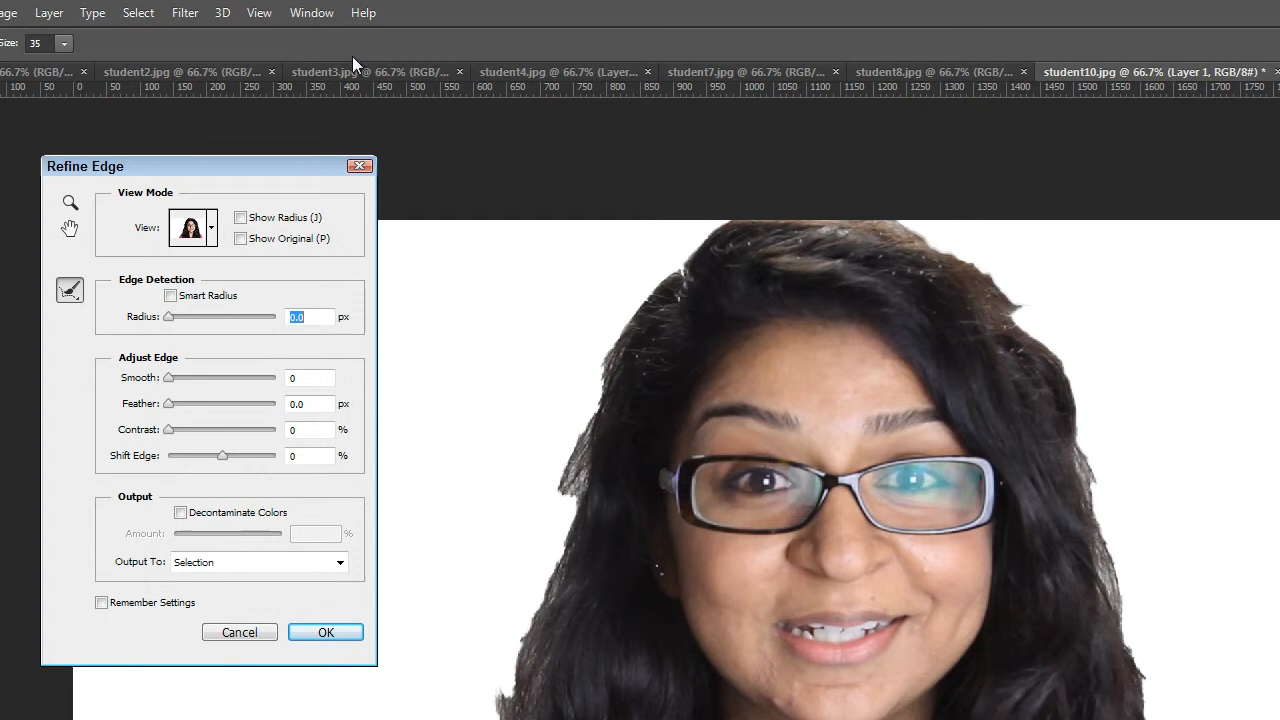 age Layer Type Select Filter 3D View Window Help
Size: 35
66.7% (RGB/... × student2.jpg @ 66.7% (RGB/... × student3.jpg @ 66.7% (RGB/... × student4.jpg @ 66.7% (Layer... × student7.jpg @ 66.7% (RGB/... × student8.jpg @ 66.7% (RGB/... × student10.jpg @ 66.7% (Layer 1, RGB/8#) * ×
100 50 0 50 100 150 200 250 300 350 400 450 500 550 600 650 700 750 800 850 900 950 1000 1050 1100 1150 1200 1250 1300 1350 1400 1450 1500 1550 1600 1650 1700 1750
Refine Edge
View Mode
View:
Show Radius (J)
Show Original (P)
Edge Detection
Smart Radius
Radius: 0.0 px
Adjust Edge
Smooth: 0
Feather: 0.0 px
Contrast: 0 %
Shift Edge: 0 %
Output
Decontaminate Colors
Amount: %
Output To: Selection
Remember Settings
Cancel OK